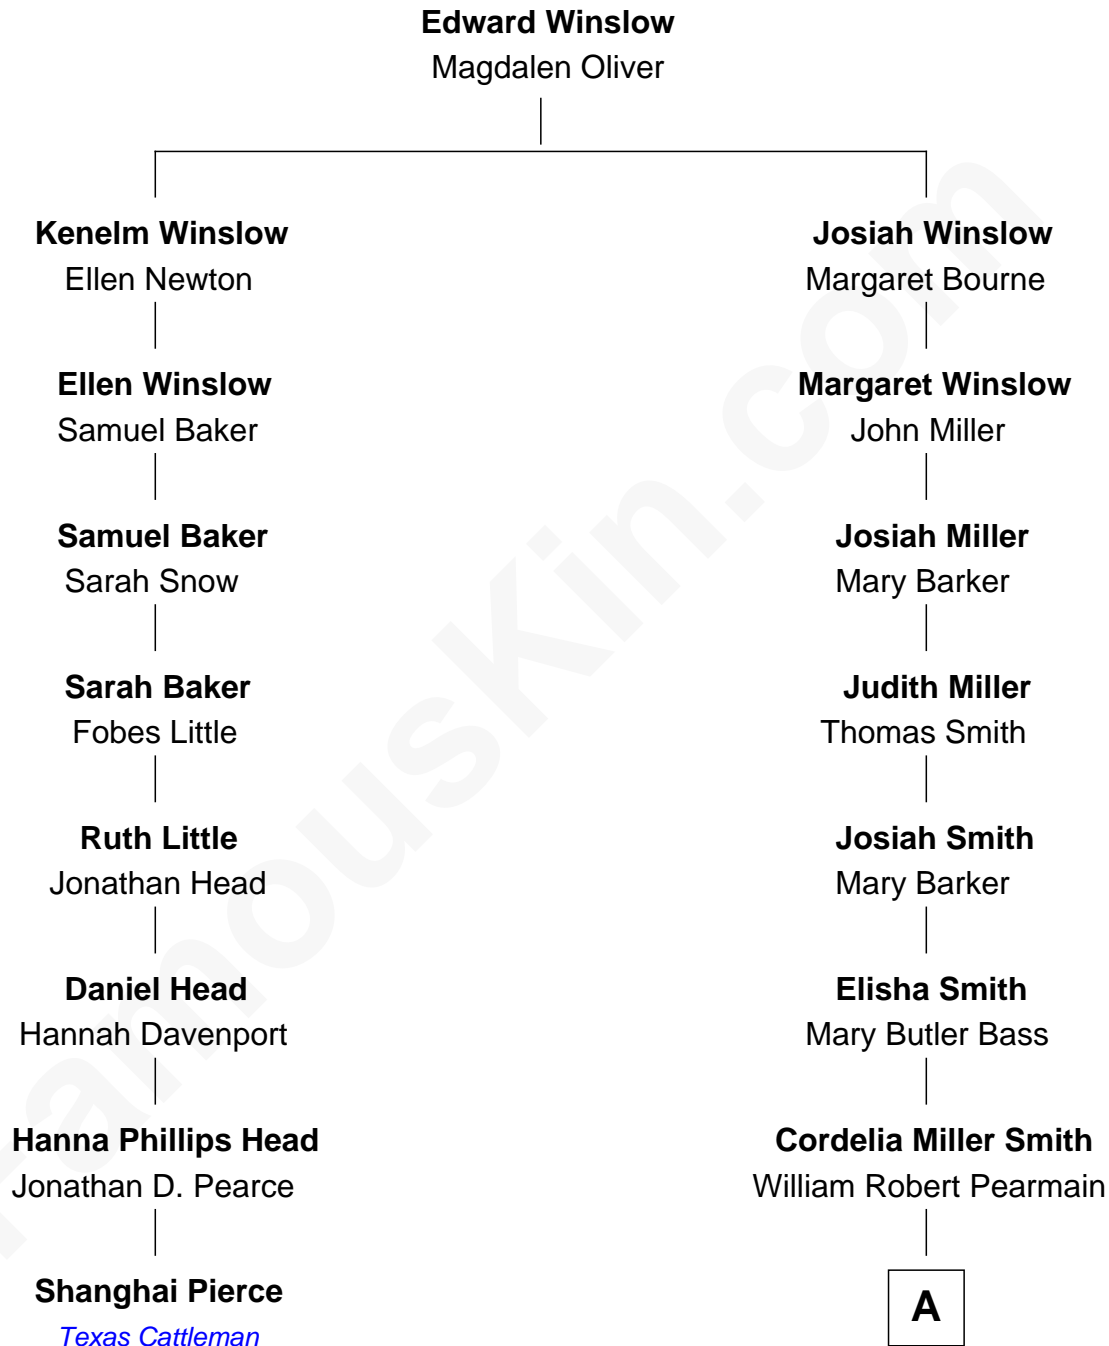 Edward Winslow
Magdalen Oliver
Kenelm Winslow
Ellen Newton
Josiah Winslow
Margaret Bourne
Ellen Winslow
Samuel Baker
Margaret Winslow
John Miller
Samuel Baker
Sarah Snow
Josiah Miller
Mary Barker
Sarah Baker
Fobes Little
Judith Miller
Thomas Smith
Ruth Little
Jonathan Head
Josiah Smith
Mary Barker
Daniel Head
Hannah Davenport
Elisha Smith
Mary Butler Bass
Hanna Phillips Head
Jonathan D. Pearce
Cordelia Miller Smith
William Robert Pearmain
Shanghai Pierce
Texas Cattleman
A
FamousKin.com